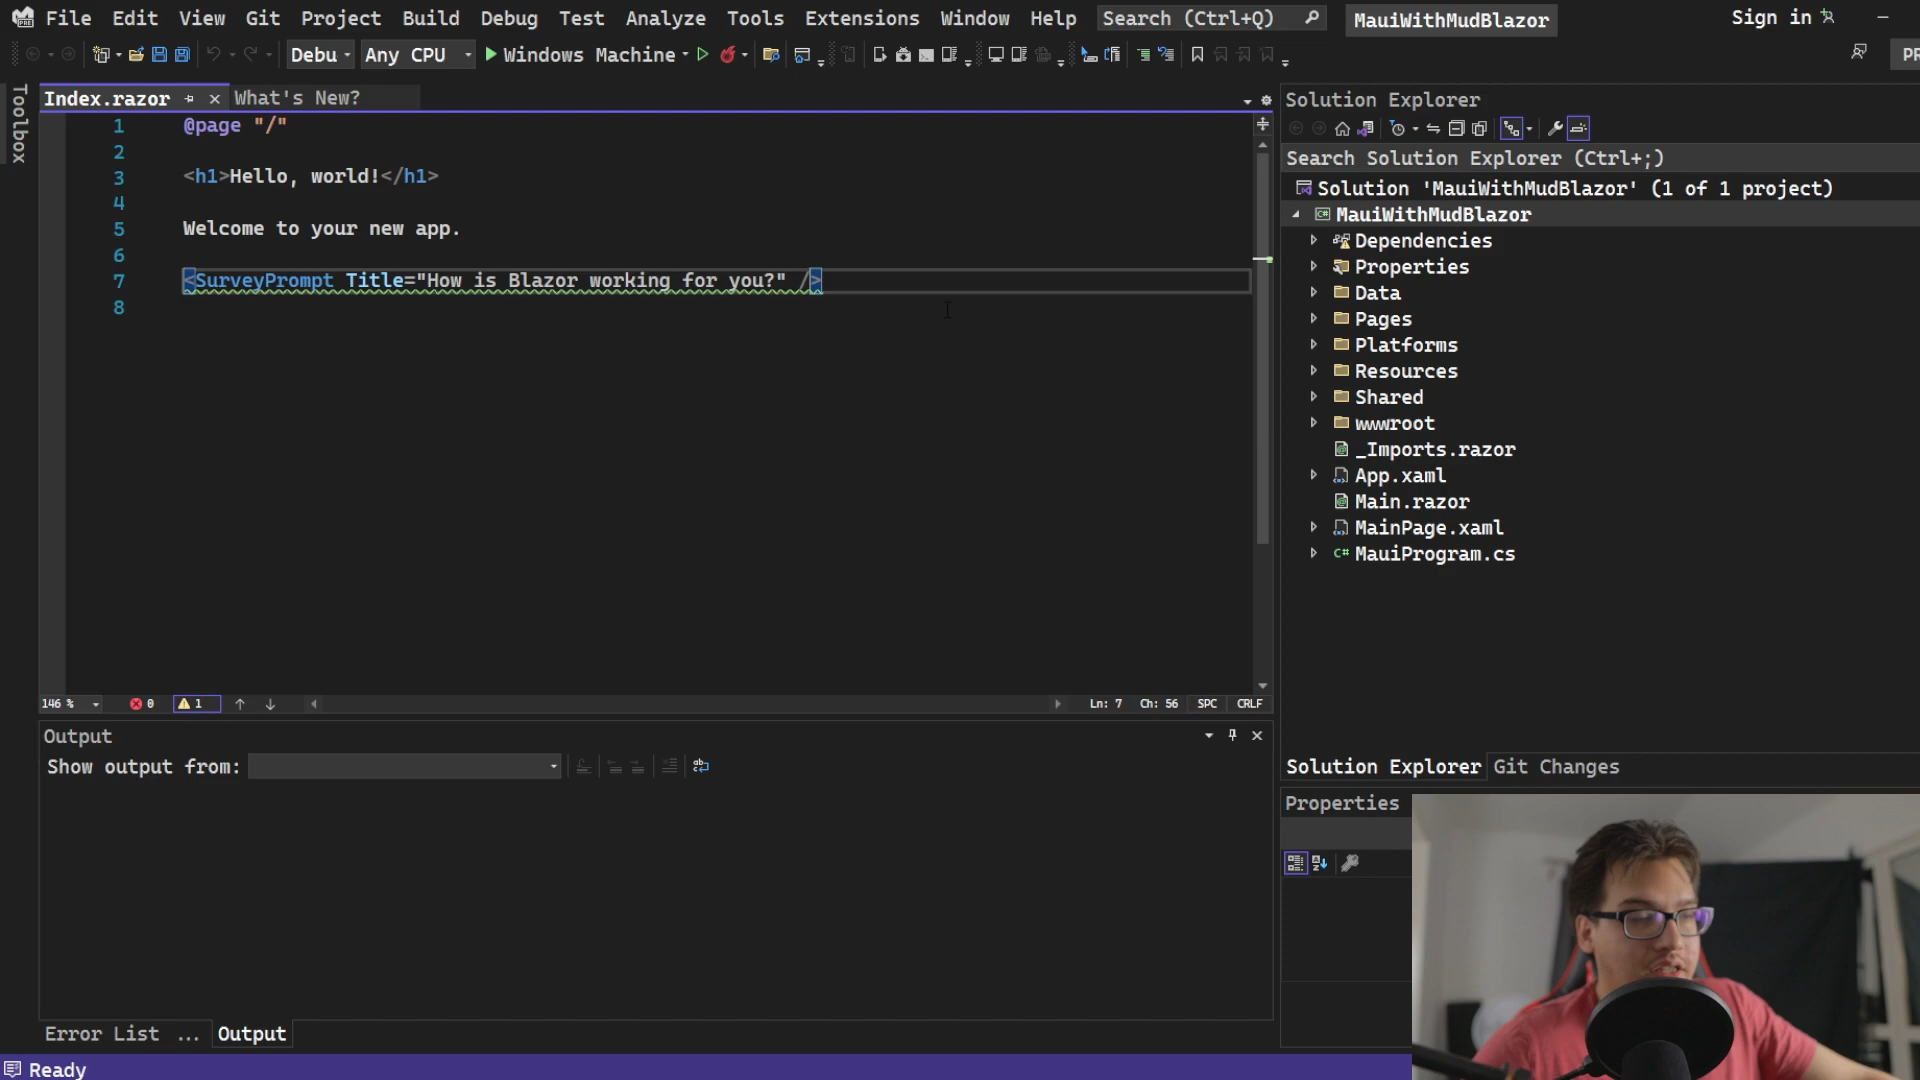 File Edit View Git Project Build Debug Test Analyze Tools Extensions Window Help Search (Ctrl+Q) MauiWithMudBlazor Sign in
Debu Any CPU Windows Machine
Toolbox
Index.razor What's New?
1 @page "/"
2
3 <h1>Hello, world!</h1>
4
5 Welcome to your new app.
6
7 <SurveyPrompt Title="How is Blazor working for you?" />
8
146 % 0 1 Ln: 7 Ch: 56 SPC CRLF
Output
Show output from:
Error List ... Output
Ready
Solution Explorer
Search Solution Explorer (Ctrl+;)
Solution 'MauiWithMudBlazor' (1 of 1 project)
MauiWithMudBlazor
Dependencies
Properties
Data
Pages
Platforms
Resources
Shared
wwwroot
_Imports.razor
App.xaml
Main.razor
MainPage.xaml
MauiProgram.cs
Solution Explorer Git Changes
Properties